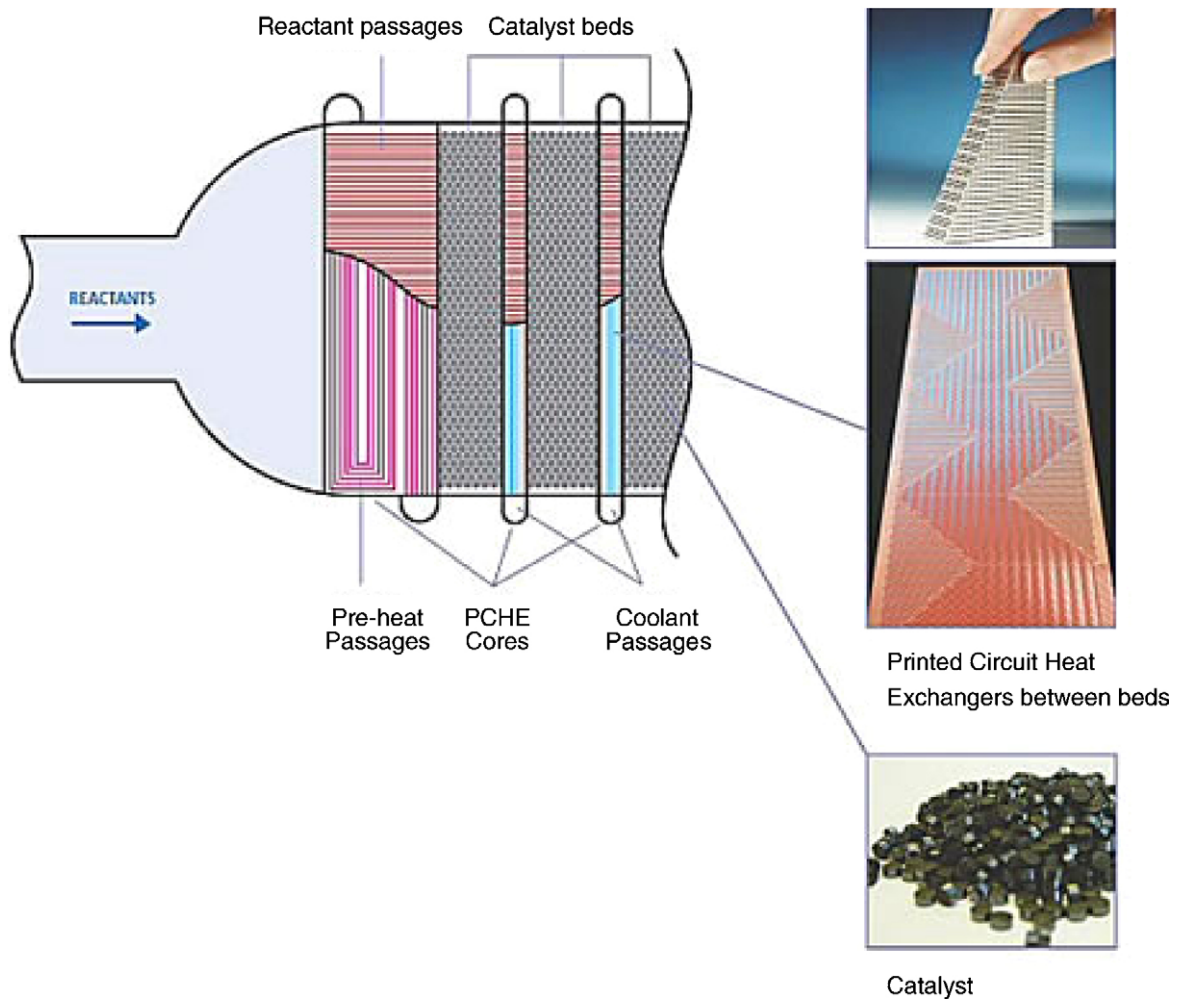 Reactant passages
Catalyst beds
REACTANTS
Pre-heat
Passages
PCHE
Cores
Coolant
Passages
Printed Circuit Heat
Exchangers between beds
Catalyst